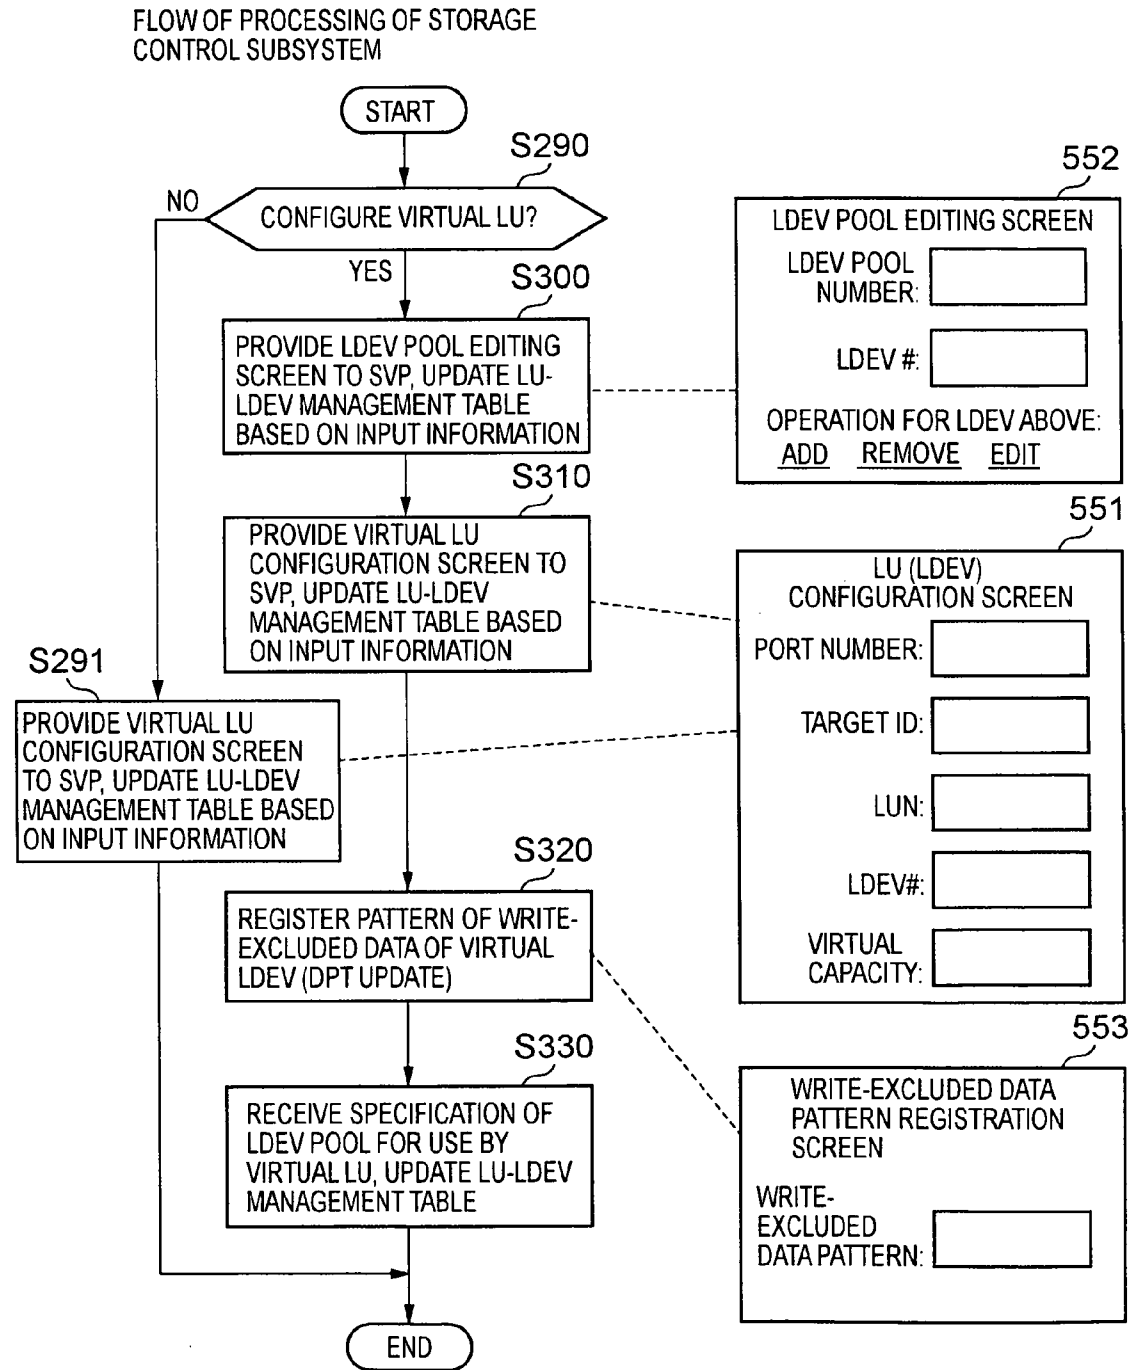 FLOW OF PROCESSING OF STORAGE
CONTROL SUBSYSTEM
START
S290
NO
CONFIGURE VIRTUAL LU?
YES
S300
PROVIDE LDEV POOL EDITING
SCREEN TO SVP, UPDATE LU-
LDEV MANAGEMENT TABLE
BASED ON INPUT INFORMATION
S310
PROVIDE VIRTUAL LU
CONFIGURATION SCREEN TO
SVP, UPDATE LU-LDEV
MANAGEMENT TABLE BASED
ON INPUT INFORMATION
S291
PROVIDE VIRTUAL LU
CONFIGURATION SCREEN
TO SVP, UPDATE LU-LDEV
MANAGEMENT TABLE BASED
ON INPUT INFORMATION
S320
REGISTER PATTERN OF WRITE-
EXCLUDED DATA OF VIRTUAL
LDEV (DPT UPDATE)
S330
RECEIVE SPECIFICATION OF
LDEV POOL FOR USE BY
VIRTUAL LU, UPDATE LU-LDEV
MANAGEMENT TABLE
END
552
LDEV POOL EDITING SCREEN
LDEV POOL
NUMBER:
LDEV #:
OPERATION FOR LDEV ABOVE:
ADD REMOVE EDIT
551
LU (LDEV)
CONFIGURATION SCREEN
PORT NUMBER:
TARGET ID:
LUN:
LDEV#:
VIRTUAL
CAPACITY:
553
WRITE-EXCLUDED DATA
PATTERN REGISTRATION
SCREEN
WRITE-
EXCLUDED
DATA PATTERN: